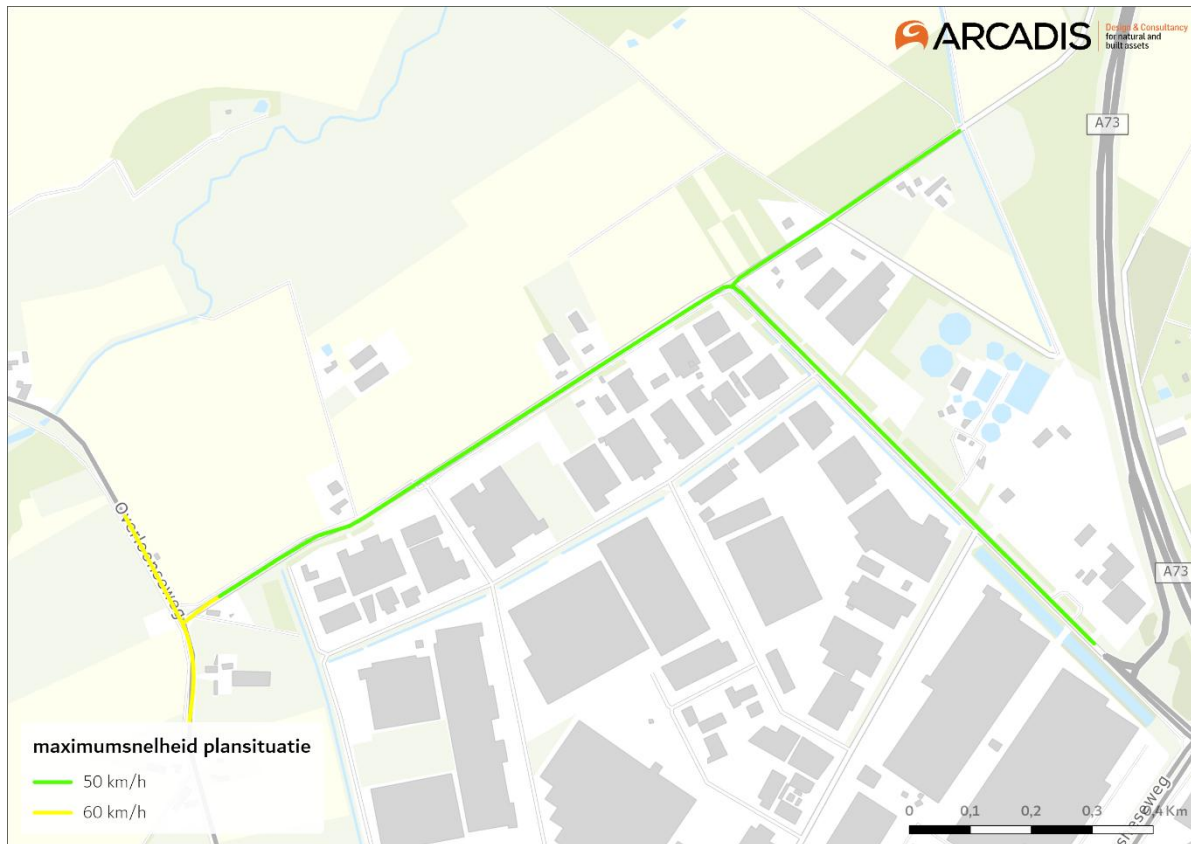 ARCADIS
Design & Consultancy
for natural and
built assets
A73
Overloonseweg
A73
maximumsnelheid plansituatie
50 km/h
60 km/h
0 0,1 0,2 0,3 0,4 Km